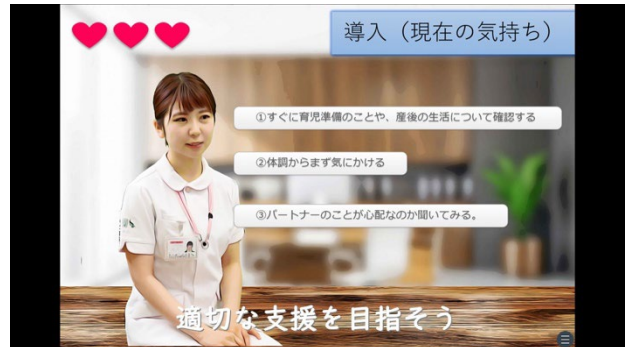 導入（現在の気持ち）
①すぐに育児準備のことや、産後の生活について確認する
②体調からまず気にかける
③パートナーのことが心配なのか聞いてみる。
適切な支援を目指そう